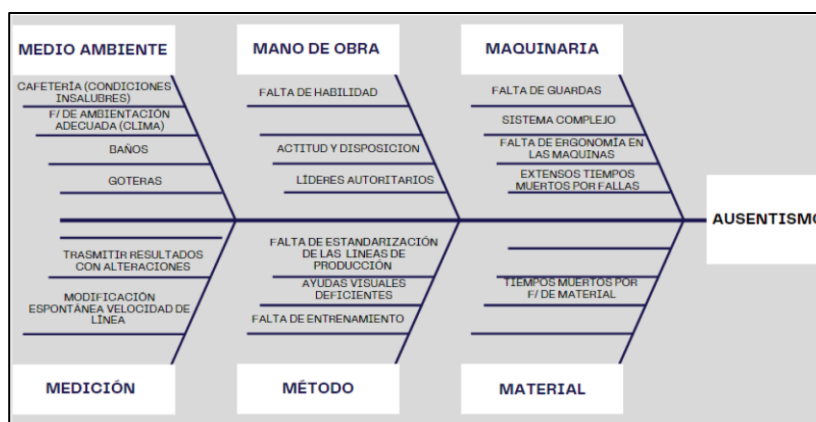 MEDIO AMBIENTE
MANO DE OBRA
MAQUINARIA
CAFETERÍA (CONDICIONES
INSALUBRES)
F/ DE AMBIENTACIÓN
ADECUADA (CLIMA)
BAÑOS
GOTERAS
FALTA DE HABILIDAD
ACTITUD Y DISPOSICION
LÍDERES AUTORITARIOS
FALTA DE GUARDAS
SISTEMA COMPLEJO
FALTA DE ERGONOMÍA EN
LAS MAQUINAS
EXTENSOS TIEMPOS
MUERTOS POR FALLAS
AUSENTISMO
TRASMITIR RESULTADOS
CON ALTERACIONES
MODIFICACIÓN
ESPONTÁNEA VELOCIDAD DE
LÍNEA
FALTA DE ESTANDARIZACIÓN
DE LAS LINEAS DE
PRODUCCIÓN
AYUDAS VISUALES
DEFICIENTES
FALTA DE ENTRENAMIENTO
TIEMPOS MUERTOS POR
F/ DE MATERIAL
MEDICIÓN
MÉTODO
MATERIAL